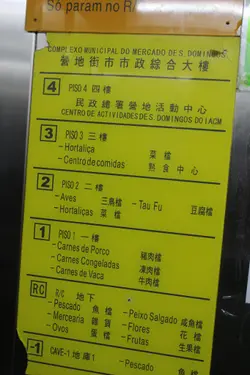 Só param no R/
COMPLEXO MUNICIPAL DO MERCADO DE S. DOMINGOS
營地街市市政綜合大樓
4 PISO 4 四樓
民政總署營地活動中心
CENTRO DE ACTIVIDADES DE S. DOMINGOS DO IACM
3 PISO 3 三樓
- Hortaliça 菜檔
- Centro de comidas 熟食中心
2 PISO 2 二樓
- Aves 三鳥檔 - Tau Fu 豆腐檔
- Hortaliças 菜檔
1 PISO 1 一樓
- Carnes de Porco 豬肉檔
- Carnes Congeladas 凍肉檔
- Carnes de Vaca 牛肉檔
RC R/C 地下
- Pescado 魚檔 - Peixo Salgado 咸魚檔
- Mercearia 雜貨 - Flores 花檔
- Ovos 蛋檔 - Frutas 生果檔
-1 CAVE-1 地庫1 - Pescado 魚檔